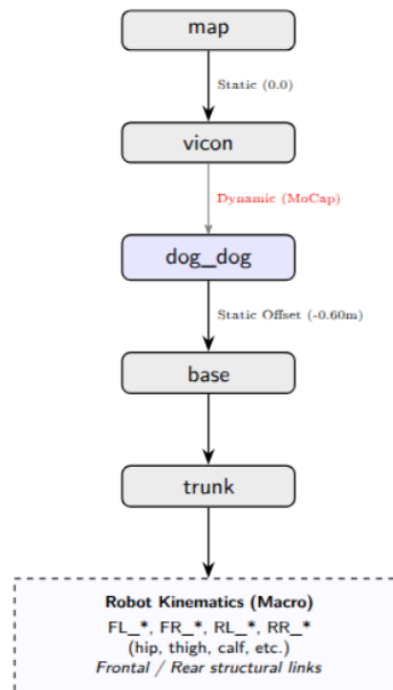 map
Static (0.0)
vicon
Dynamic (MoCap)
dog_dog
Static Offset (-0.60m)
base
trunk
Robot Kinematics (Macro)
FL_*, FR_*, RL_*, RR_*
(hip, thigh, calf, etc.)
Frontal / Rear structural links